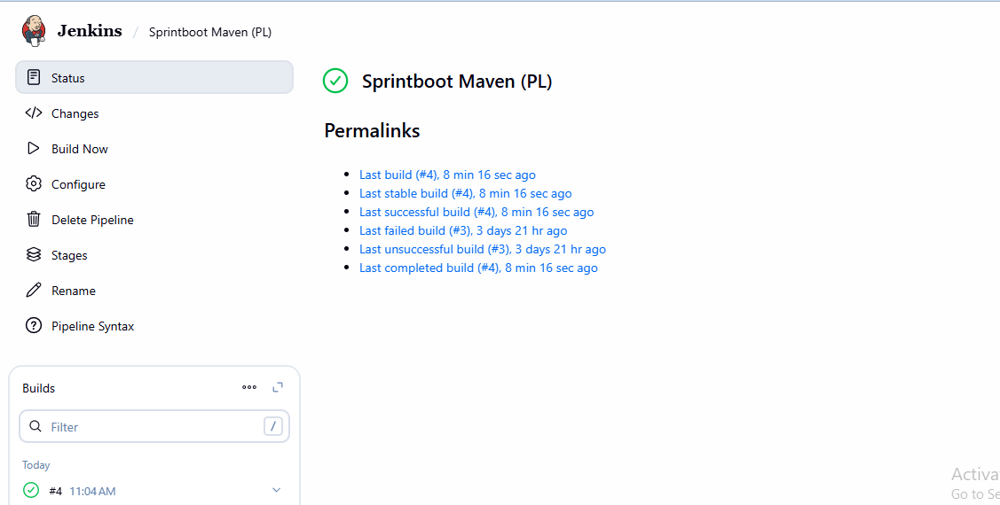 Jenkins / Sprintboot Maven (PL)
Status
Changes
Build Now
Configure
Delete Pipeline
Stages
Rename
Pipeline Syntax
Builds
Filter /
Today
#4 11:04 AM
Sprintboot Maven (PL)
Permalinks
Last build (#4), 8 min 16 sec ago
Last stable build (#4), 8 min 16 sec ago
Last successful build (#4), 8 min 16 sec ago
Last failed build (#3), 3 days 21 hr ago
Last unsuccessful build (#3), 3 days 21 hr ago
Last completed build (#4), 8 min 16 sec ago
Activa
Go to Se